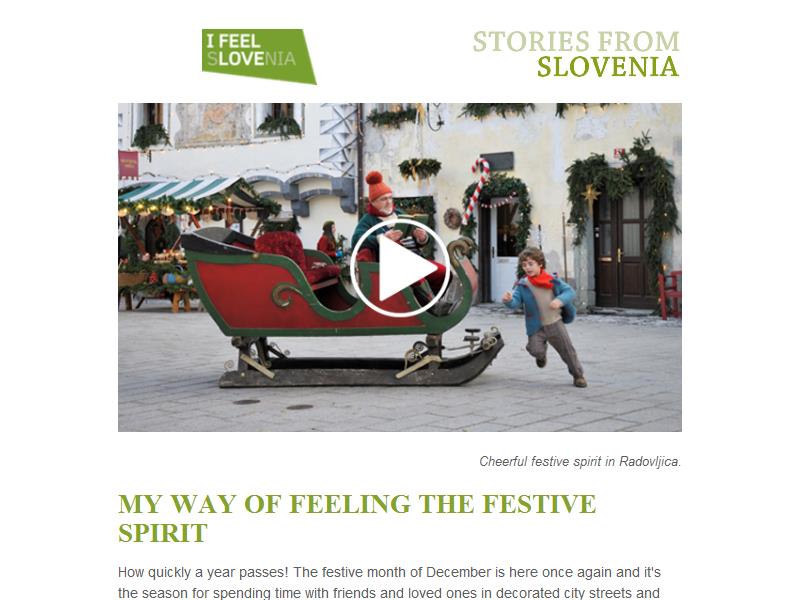 I FEEL
SLOVENIA
STORIES FROM
SLOVENIA
Cheerful festive spirit in Radovljica.
MY WAY OF FEELING THE FESTIVE
SPIRIT
How quickly a year passes! The festive month of December is here once again and it's
the season for spending time with friends and loved ones in decorated city streets and